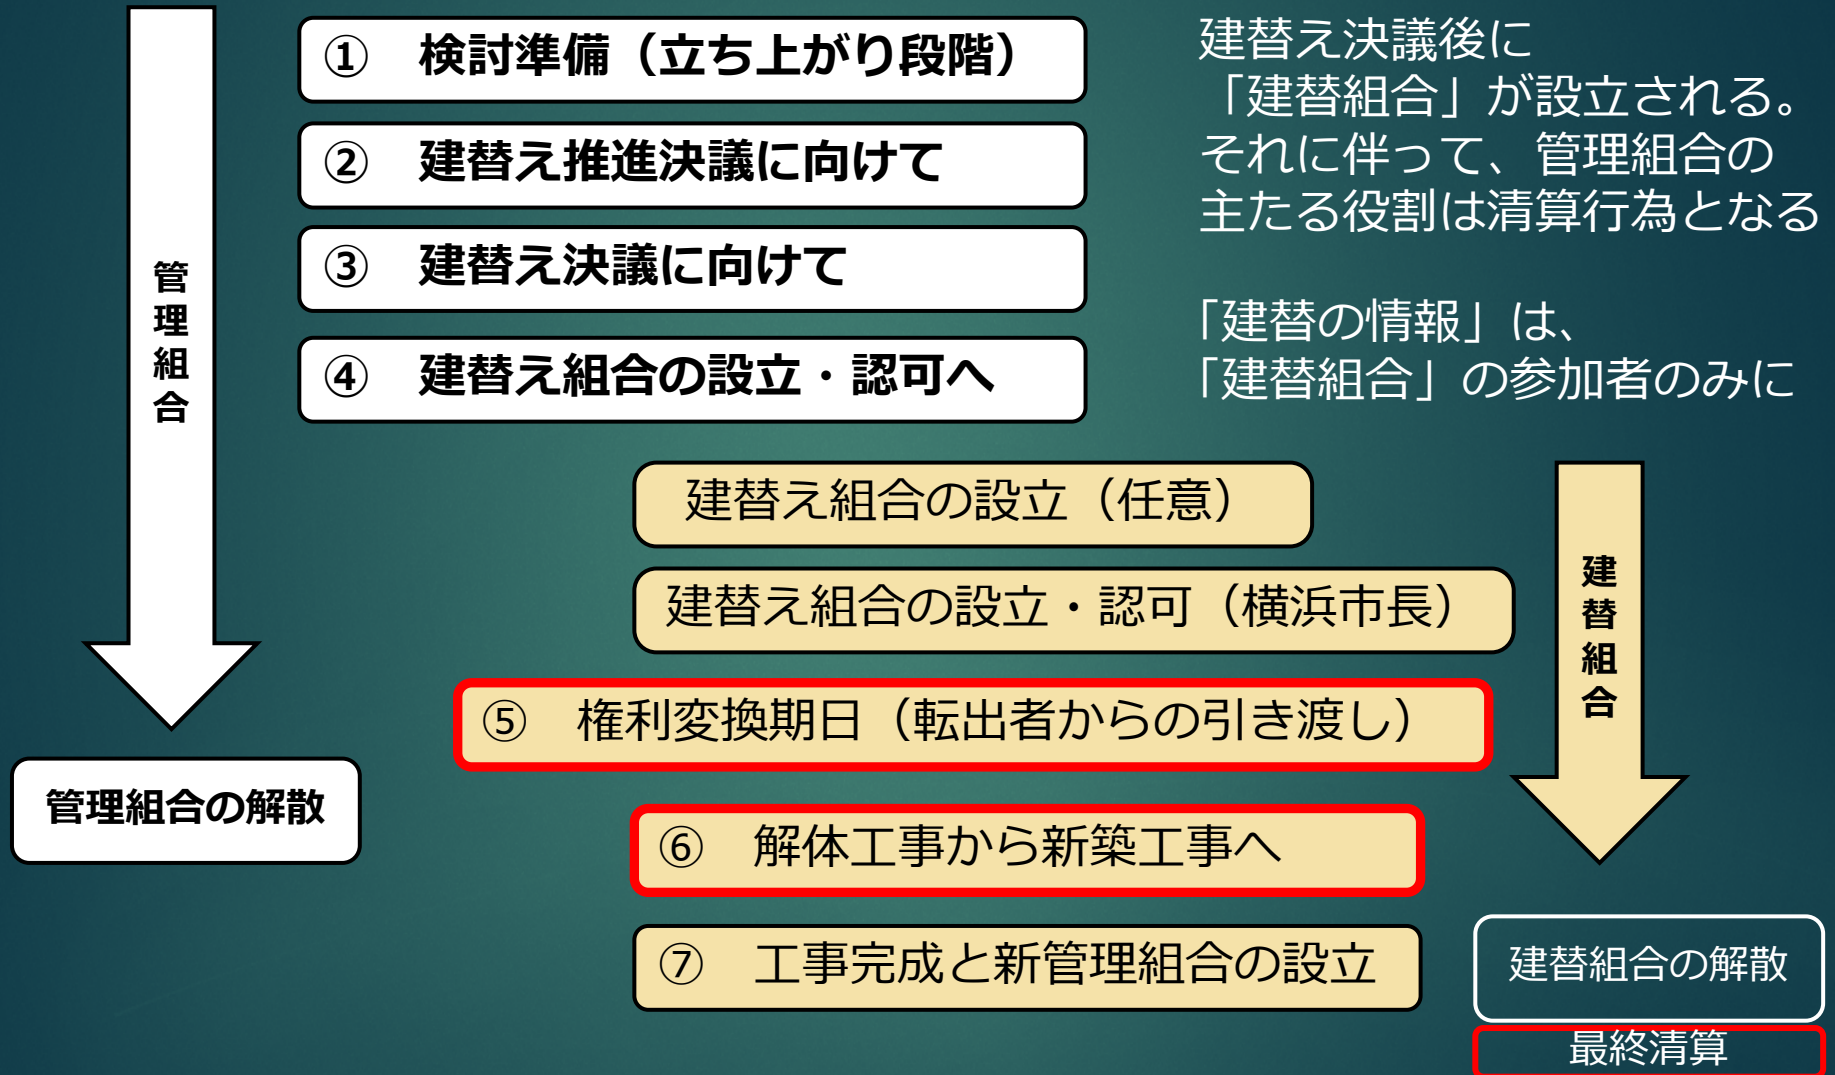 ① 検討準備（立ち上がり段階）
② 建替え推進決議に向けて
③ 建替え決議に向けて
④ 建替え組合の設立・認可へ
管理組合
管理組合の解散
建替え決議後に
「建替組合」が設立される。
それに伴って、管理組合の
主たる役割は清算行為となる
「建替の情報」は、
「建替組合」の参加者のみに
建替え組合の設立（任意）
建替え組合の設立・認可（横浜市長）
⑤ 権利変換期日（転出者からの引き渡し）
⑥ 解体工事から新築工事へ
⑦ 工事完成と新管理組合の設立
建替組合
建替組合の解散
最終清算